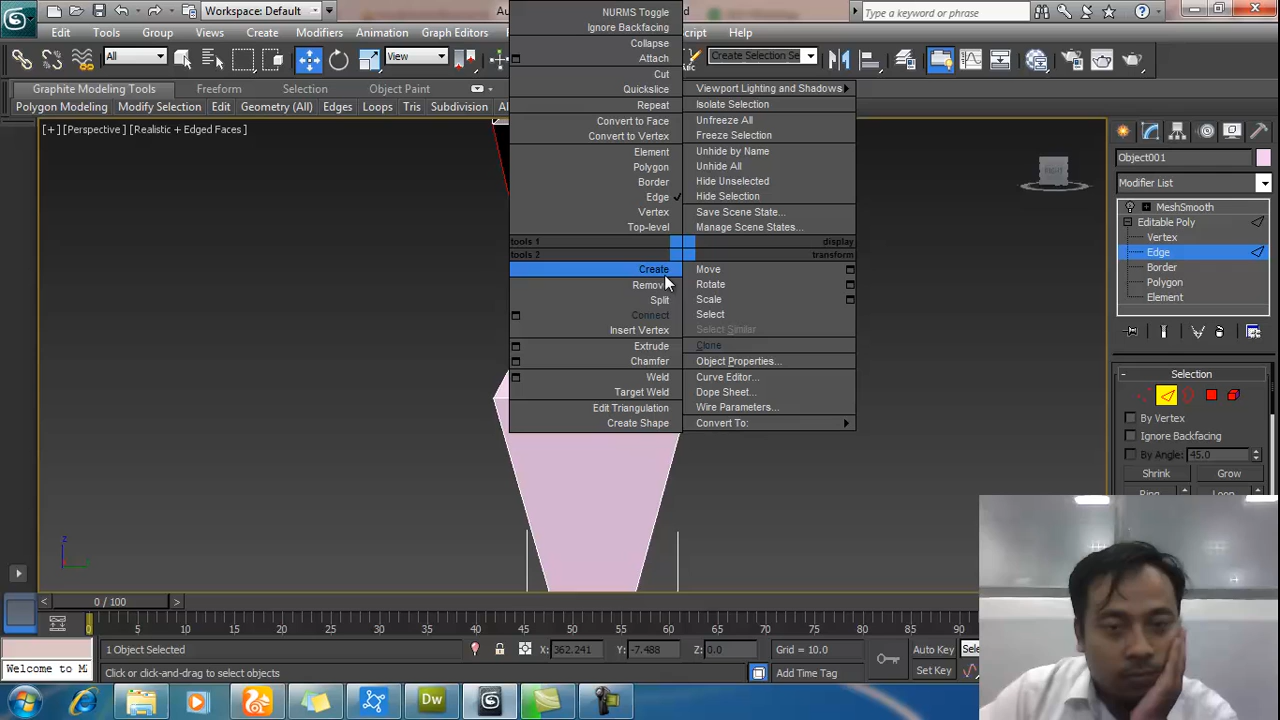 Workspace: Default
Au
d
Type a keyword or phrase
Edit Tools Group Views Create Modifiers Animation Graph Editors
cript Help
All
View
ABC
Create Selection Se
Graphite Modeling Tools Freeform Selection Object Paint
Polygon Modeling Modify Selection Edit Geometry (All) Edges Loops Tris Subdivision
[+] [Perspective] [Realistic + Edged Faces]
NURMS Toggle
Ignore Backfacing
Collapse
Attach
Cut
Quickslice
Repeat
Convert to Face
Convert to Vertex
Element
Polygon
Border
Edge
Vertex
Top-level
tools 1
tools 2
Create
Remove
Split
Connect
Insert Vertex
Extrude
Chamfer
Weld
Target Weld
Edit Triangulation
Create Shape
Viewport Lighting and Shadows
Isolate Selection
Unfreeze All
Freeze Selection
Unhide by Name
Unhide All
Hide Unselected
Hide Selection
Save Scene State...
Manage Scene States...
display
transform
Move
Rotate
Scale
Select
Select Similar
Clone
Object Properties...
Curve Editor...
Dope Sheet...
Wire Parameters...
Convert To:
RIGHT
Object001
Modifier List
MeshSmooth
Editable Poly
Vertex
Edge
Border
Polygon
Element
Selection
By Vertex
Ignore Backfacing
By Angle: 45.0
Shrink Grow
Ring Loop
z
0 / 100
0 5 10 15 20 25 30 35 40 45 50 55 60 65 70 75 80 85 90
1 Object Selected
X: 362.241 Y: -7.488 Z: 0.0 Grid = 10.0
Auto Key
Welcome to M
Click or click-and-drag to select objects
Add Time Tag
Set Key
Dw